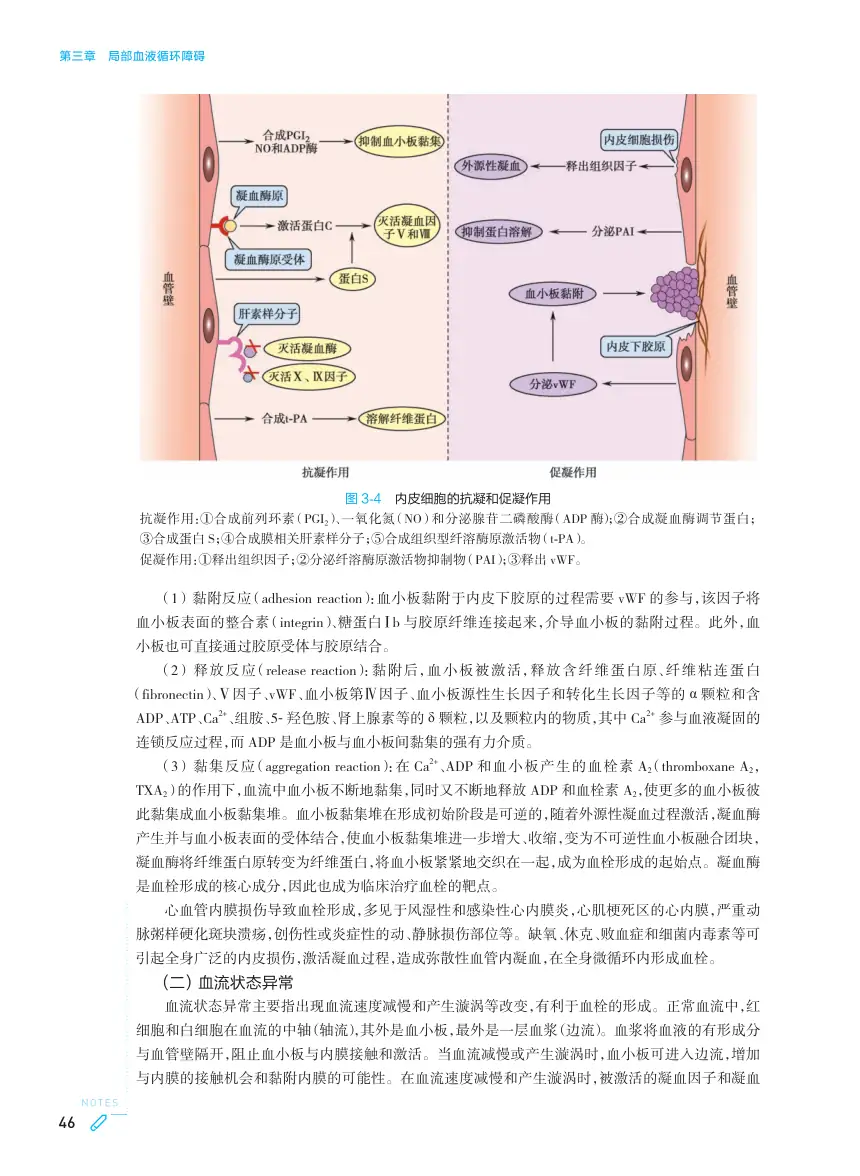 第三章　局部血液循环障碍
合成PGI₂
NO和ADP酶
抑制血小板黏集
凝血酶原
激活蛋白C
灭活凝血因
子Ⅴ和Ⅷ
凝血酶原受体
蛋白S
血管壁
肝素样分子
灭活凝血酶
灭活Ⅹ、Ⅸ因子
合成t-PA
溶解纤维蛋白
内皮细胞损伤
外源性凝血
释出组织因子
抑制蛋白溶解
分泌PAI
血小板黏附
血管壁
内皮下胶原
分泌vWF
抗凝作用
促凝作用
图 3-4　内皮细胞的抗凝和促凝作用
抗凝作用:①合成前列环素（PGI₂）、一氧化氮（NO）和分泌腺苷二磷酸酶（ADP 酶）;②合成凝血酶调节蛋白;
③合成蛋白 S;④合成膜相关肝素样分子;⑤合成组织型纤溶酶原激活物（t-PA）。
促凝作用:①释出组织因子;②分泌纤溶酶原激活物抑制物（PAI）;③释出 vWF。
（1）黏附反应（adhesion reaction）:血小板黏附于内皮下胶原的过程需要 vWF 的参与,该因子将
血小板表面的整合素（integrin）、糖蛋白Ⅰb 与胶原纤维连接起来,介导血小板的黏附过程。此外,血
小板也可直接通过胶原受体与胶原结合。
（2）释放反应（release reaction）:黏附后,血小板被激活,释放含纤维蛋白原、纤维粘连蛋白
（fibronectin）、Ⅴ因子、vWF、血小板第Ⅳ因子、血小板源性生长因子和转化生长因子等的 α 颗粒和含
ADP、ATP、Ca²⁺、组胺、5- 羟色胺、肾上腺素等的 δ 颗粒,以及颗粒内的物质,其中 Ca²⁺ 参与血液凝固的
连锁反应过程,而 ADP 是血小板与血小板间黏集的强有力介质。
（3）黏集反应（aggregation reaction）:在 Ca²⁺、ADP 和血小板产生的血栓素 A₂（thromboxane A₂,
TXA₂）的作用下,血流中血小板不断地黏集,同时又不断地释放 ADP 和血栓素 A₂,使更多的血小板彼
此黏集成血小板黏集堆。血小板黏集堆在形成初始阶段是可逆的,随着外源性凝血过程激活,凝血酶
产生并与血小板表面的受体结合,使血小板黏集堆进一步增大、收缩,变为不可逆性血小板融合团块,
凝血酶将纤维蛋白原转变为纤维蛋白,将血小板紧紧地交织在一起,成为血栓形成的起始点。凝血酶
是血栓形成的核心成分,因此也成为临床治疗血栓的靶点。
心血管内膜损伤导致血栓形成,多见于风湿性和感染性心内膜炎,心肌梗死区的心内膜,严重动
脉粥样硬化斑块溃疡,创伤性或炎症性的动、静脉损伤部位等。缺氧、休克、败血症和细菌内毒素等可
引起全身广泛的内皮损伤,激活凝血过程,造成弥散性血管内凝血,在全身微循环内形成血栓。
（二）血流状态异常
血流状态异常主要指出现血流速度减慢和产生漩涡等改变,有利于血栓的形成。正常血流中,红
细胞和白细胞在血流的中轴(轴流),其外是血小板,最外是一层血浆(边流)。血浆将血液的有形成分
与血管壁隔开,阻止血小板与内膜接触和激活。当血流减慢或产生漩涡时,血小板可进入边流,增加
与内膜的接触机会和黏附内膜的可能性。在血流速度减慢和产生漩涡时,被激活的凝血因子和凝血
NOTES
46